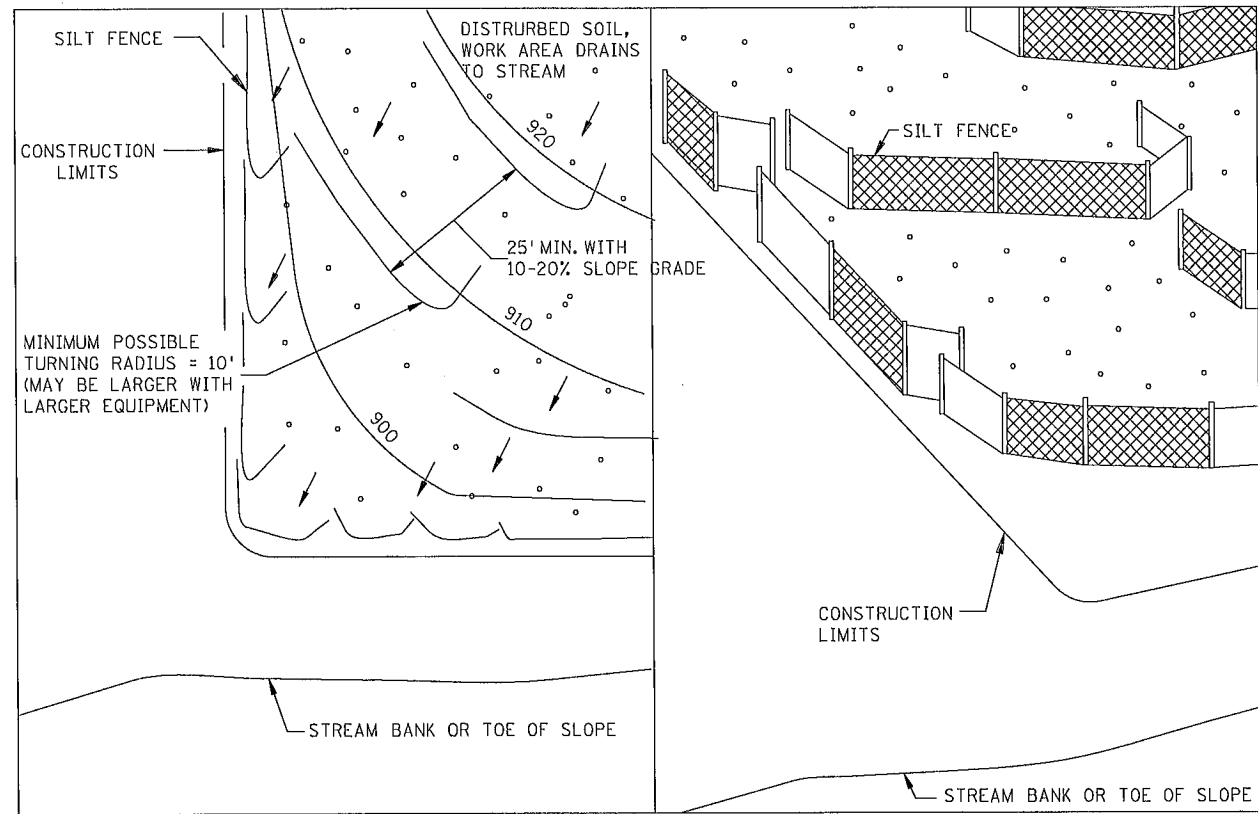 SILT FENCE
DISTRURBED SOIL,
WORK AREA DRAINS
TO STREAM
920
CONSTRUCTION
LIMITS
25' MIN. WITH
10-20% SLOPE GRADE
910
MINIMUM POSSIBLE
TURNING RADIUS = 10'
(MAY BE LARGER WITH
LARGER EQUIPMENT)
900
STREAM BANK OR TOE OF SLOPE
SILT FENCE
CONSTRUCTION
LIMITS
STREAM BANK OR TOE OF SLOPE